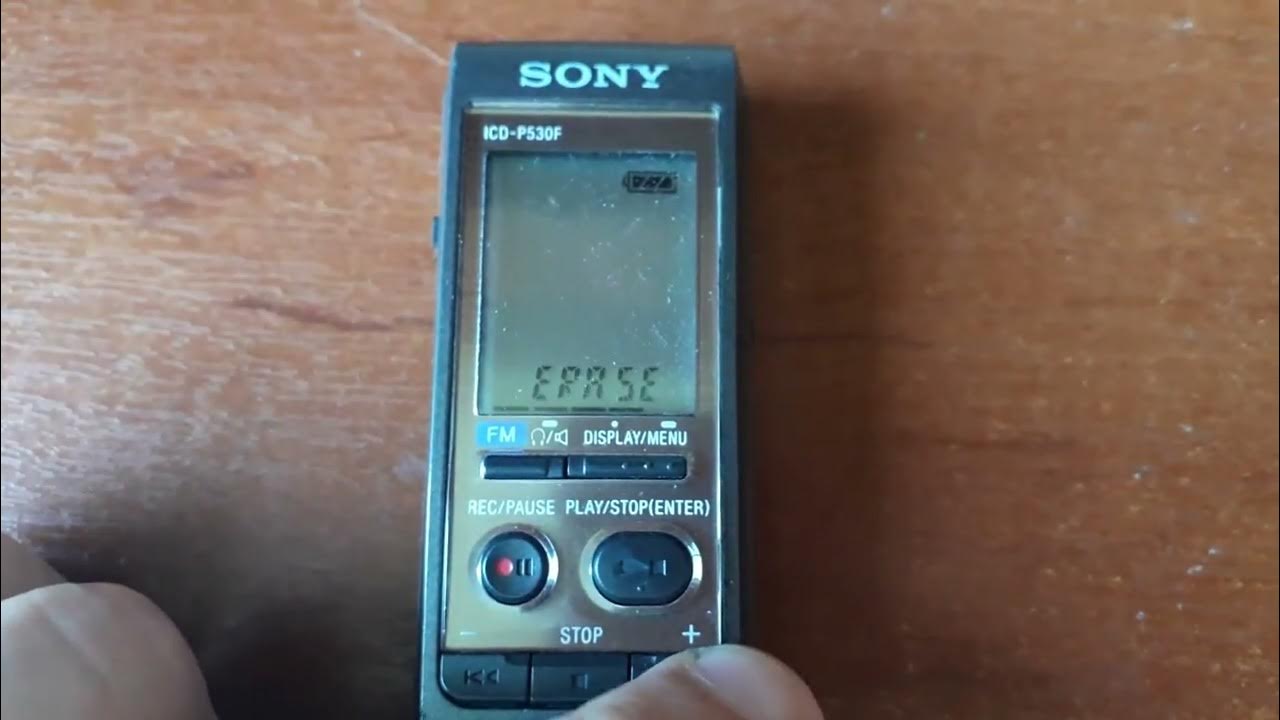 SONY
ICD-P530F
ERASE
FM DISPLAY/MENU
REC/PAUSE PLAY/STOP(ENTER)
- STOP +